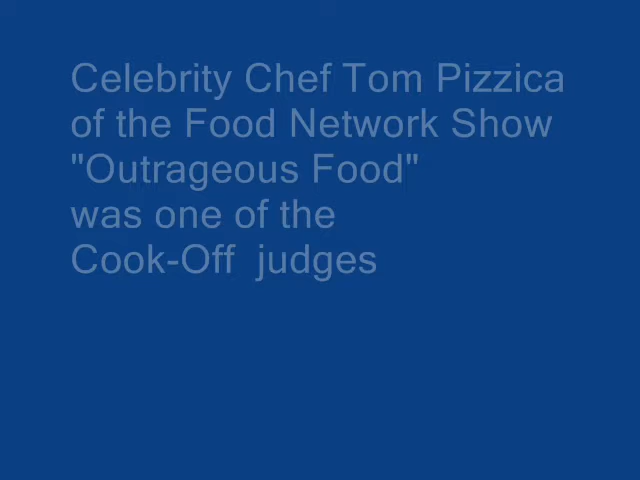 Celebrity Chef Tom Pizzica
of the Food Network Show
"Outrageous Food"
was one of the
Cook-Off  judges